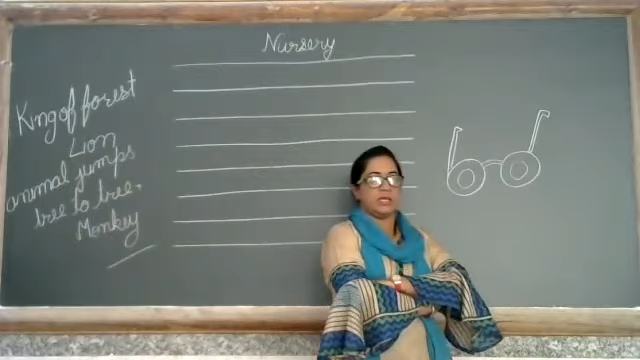 Nursery
King of forest
Lion
animal jumps
tree to tree.
Monkey